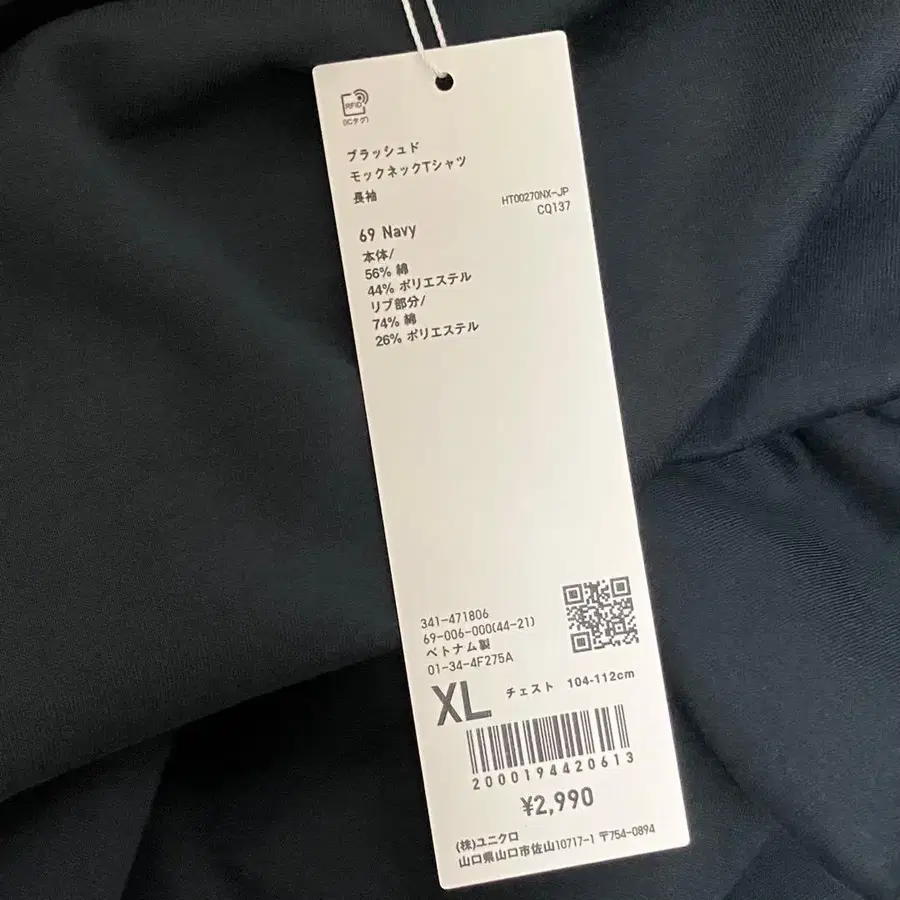 RFID
(ICタグ)
ブラッシュド
モックネックTシャツ
長袖
HT00270NX-JP
CQ137
69 Navy
本体/
56% 綿
44% ポリエステル
リブ部分/
74% 綿
26% ポリエステル
341-471806
69-006-000(44-21)
ベトナム製
01-34-4F275A
XL チェスト 104-112cm
2000194420613
¥2,990
(株)ユニクロ
山口県山口市佐山10717-1 〒754-0894